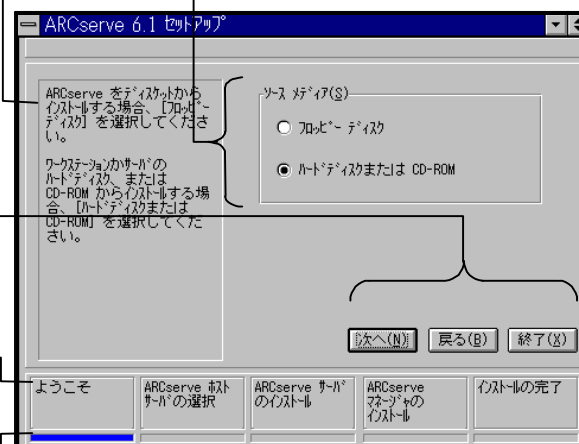 ARCserve 6.1 ｾｯﾄｱｯﾌﾟ
ARCserve をﾃﾞｨｽｹｯﾄから
ｲﾝｽﾄｰﾙする場合、[ﾌﾛｯﾋﾟｰ
ﾃﾞｨｽｸ] を選択してくださ
い。
ﾜｰｸｽﾃｰｼｮﾝかｻｰﾊﾞの
ﾊｰﾄﾞﾃﾞｨｽｸ、または
CD-ROM からｲﾝｽﾄｰﾙする場
合、[ﾊｰﾄﾞﾃﾞｨｽｸまたは
CD-ROM] を選択してくだ
さい。
ｿｰｽ ﾒﾃﾞｨｱ(S)
ﾌﾛｯﾋﾟｰ ﾃﾞｨｽｸ
ﾊｰﾄﾞﾃﾞｨｽｸまたは CD-ROM
次へ(N)
戻る(B)
終了(X)
ようこそ
ARCserve ﾎｽﾄ
ｻｰﾊﾞの選択
ARCserve ｻｰﾊﾞ
のｲﾝｽﾄｰﾙ
ARCserve
ﾏﾈｰｼﾞｬの
ｲﾝｽﾄｰﾙ
ｲﾝｽﾄｰﾙの完了